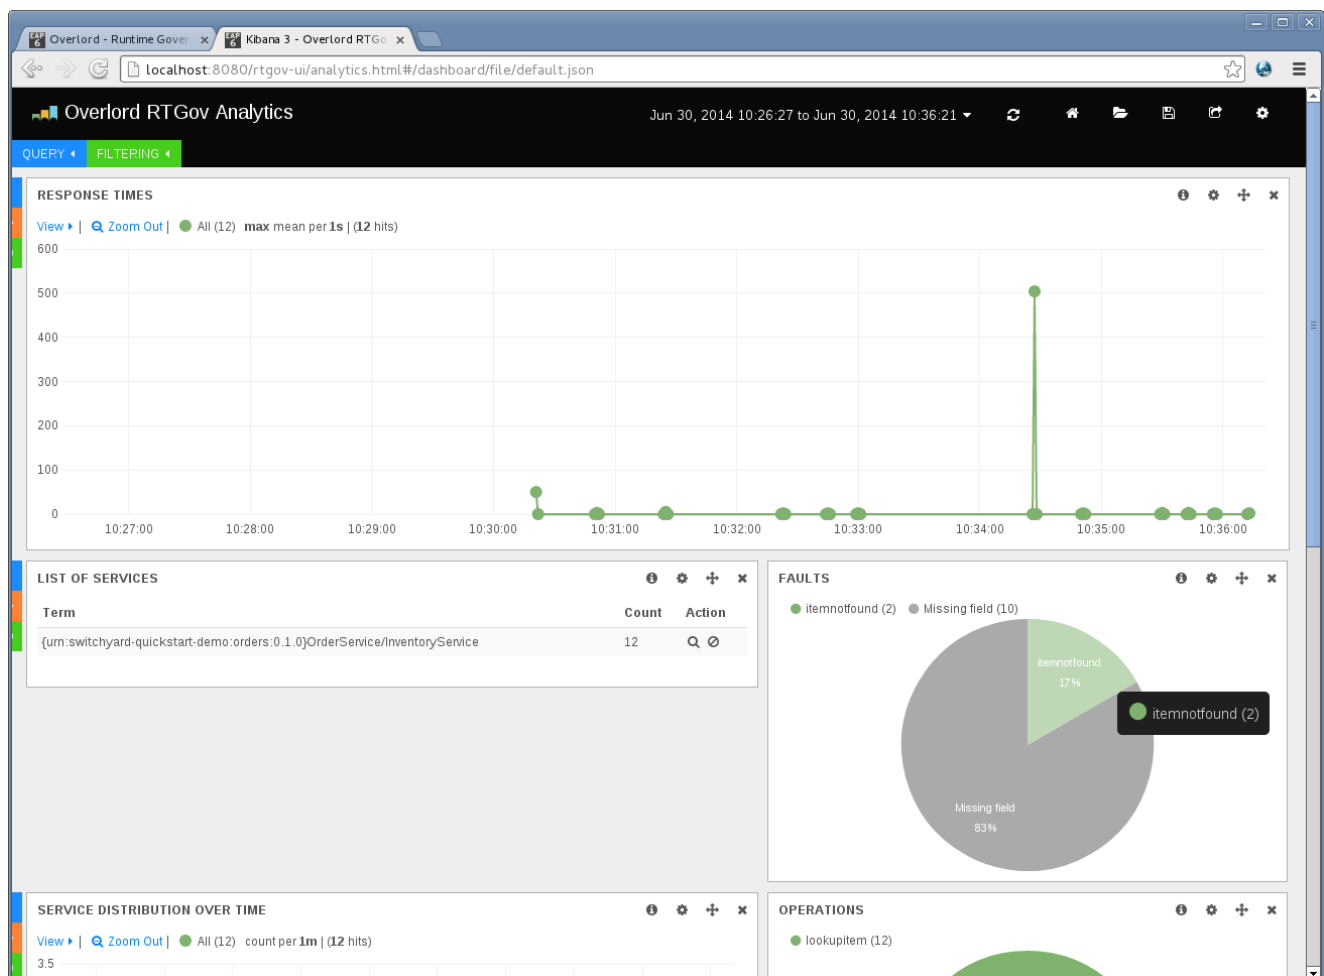 Overlord - Runtime Gover
Kibana 3 - Overlord RTGo
localhost:8080/rtgov-ui/analytics.html#/dashboard/file/default.json
Overlord RTGov Analytics
Jun 30, 2014 10:26:27 to Jun 30, 2014 10:36:21
QUERY FILTERING
RESPONSE TIMES
View | Zoom Out | All (12) max mean per 1s | (12 hits)
600
500
400
300
200
100
0
10:27:00 10:28:00 10:29:00 10:30:00 10:31:00 10:32:00 10:33:00 10:34:00 10:35:00 10:36:00
LIST OF SERVICES
Term Count Action
{urn:switchyard-quickstart-demo:orders:0.1.0}OrderService/InventoryService 12
FAULTS
itemnotfound (2) Missing field (10)
itemnotfound
17%
itemnotfound (2)
Missing field
83%
SERVICE DISTRIBUTION OVER TIME
View | Zoom Out | All (12) count per 1m | (12 hits)
3.5
OPERATIONS
lookupitem (12)